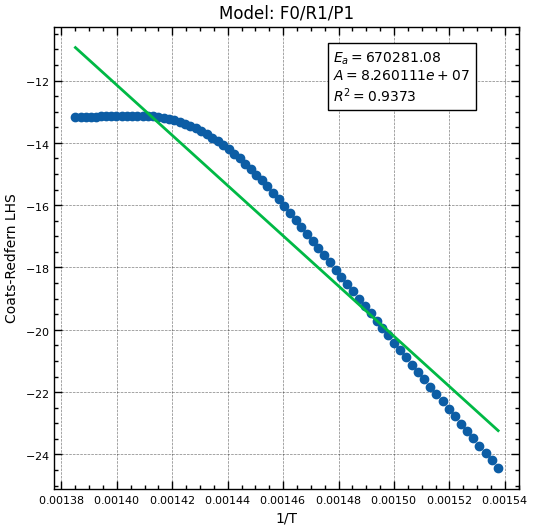 Model: F0/R1/P1
E_a = 670281.08
A = 8.260111e + 07
R^2 = 0.9373
Coats-Redfern LHS
−12
−14
−16
−18
−20
−22
−24
0.00138 0.00140 0.00142 0.00144 0.00146 0.00148 0.00150 0.00152 0.00154
1/T